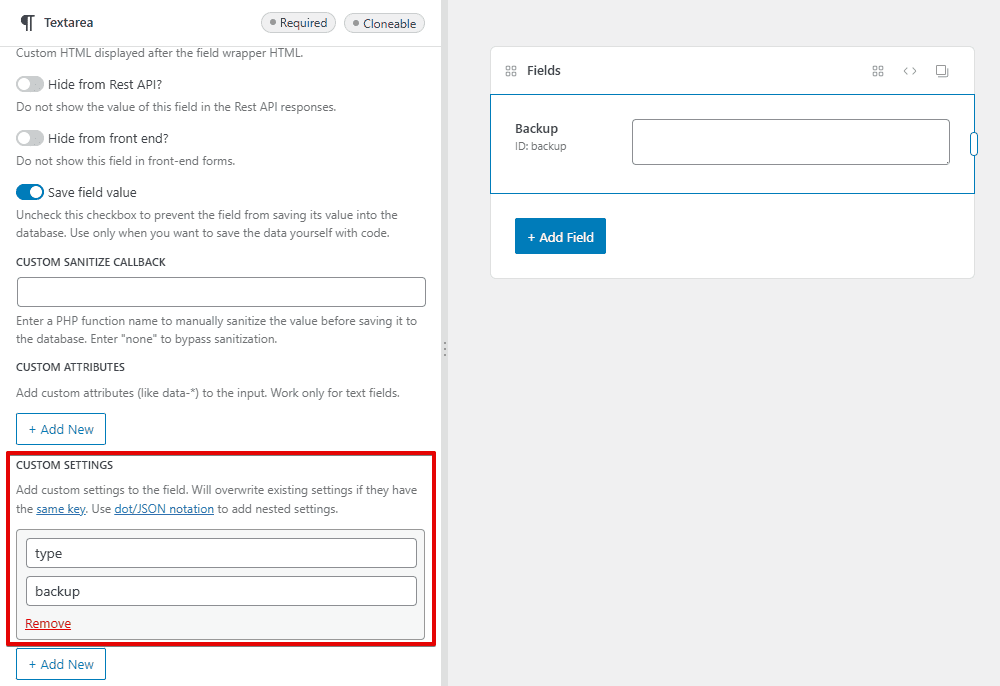 Textarea
Required
Cloneable
Custom HTML displayed after the field wrapper HTML.
Hide from Rest API?
Do not show the value of this field in the Rest API responses.
Hide from front end?
Do not show this field in front-end forms.
Save field value
Uncheck this checkbox to prevent the field from saving its value into the
database. Use only when you want to save the data yourself with code.
CUSTOM SANITIZE CALLBACK
Enter a PHP function name to manually sanitize the value before saving it to
the database. Enter "none" to bypass sanitization.
CUSTOM ATTRIBUTES
Add custom attributes (like data-*) to the input. Work only for text fields.
+ Add New
CUSTOM SETTINGS
Add custom settings to the field. Will overwrite existing settings if they have
the same key. Use dot/JSON notation to add nested settings.
type
backup
Remove
+ Add New
Fields
Backup
ID: backup
+ Add Field